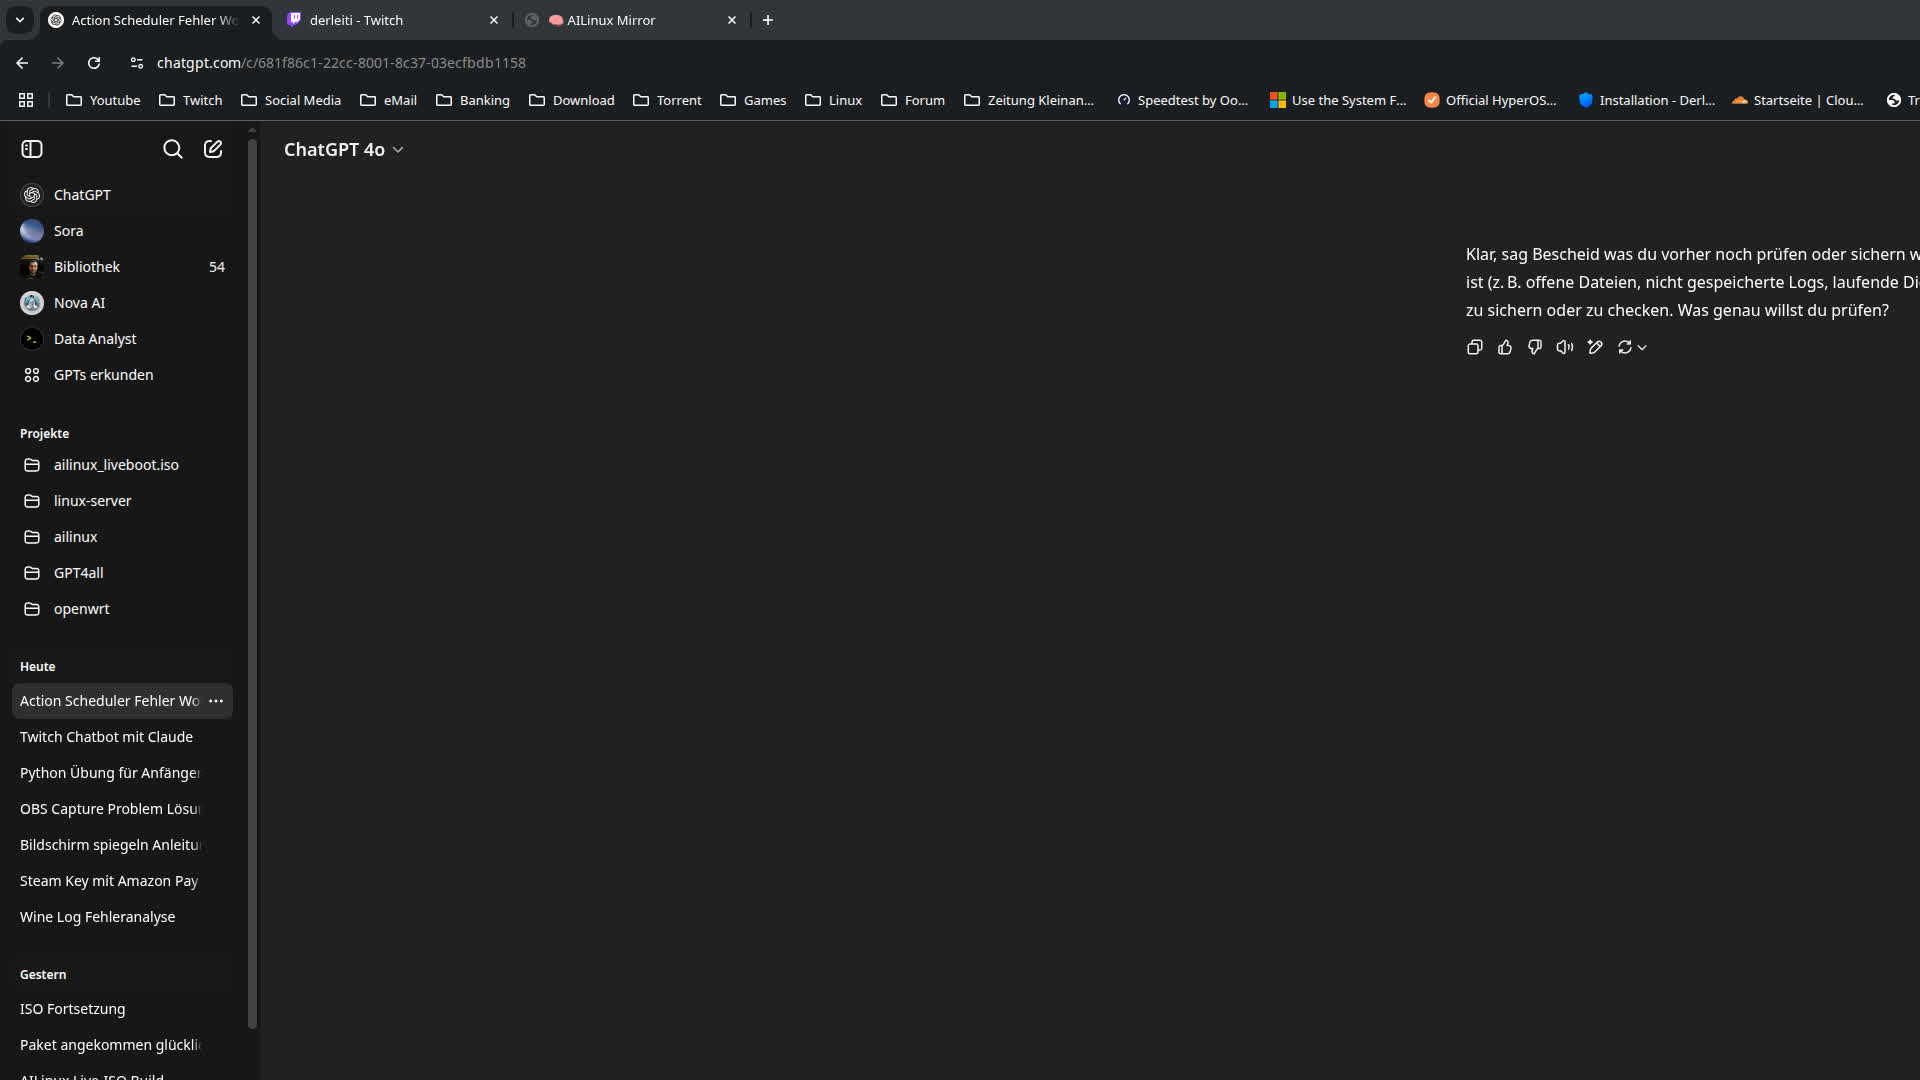 Action Scheduler Fehler Wo
derleiti - Twitch
AILinux Mirror
chatgpt.com/c/681f86c1-22cc-8001-8c37-03ecfbdb1158
Youtube
Twitch
Social Media
eMail
Banking
Download
Torrent
Games
Linux
Forum
Zeitung Kleinan...
Speedtest by Oo...
Use the System F...
Official HyperOS...
Installation - Derl...
Startseite | Clou...
Tr
ChatGPT 4o
ChatGPT
Sora
Bibliothek 54
Nova AI
Data Analyst
GPTs erkunden
Projekte
ailinux_liveboot.iso
linux-server
ailinux
GPT4all
openwrt
Heute
Action Scheduler Fehler Wo
Twitch Chatbot mit Claude
Python Übung für Anfänger
OBS Capture Problem Lösu
Bildschirm spiegeln Anleitu
Steam Key mit Amazon Pay
Wine Log Fehleranalyse
Gestern
ISO Fortsetzung
Paket angekommen glückli
AILinux Live ISO Build
Klar, sag Bescheid was du vorher noch prüfen oder sichern w
ist (z. B. offene Dateien, nicht gespeicherte Logs, laufende Di
zu sichern oder zu checken. Was genau willst du prüfen?